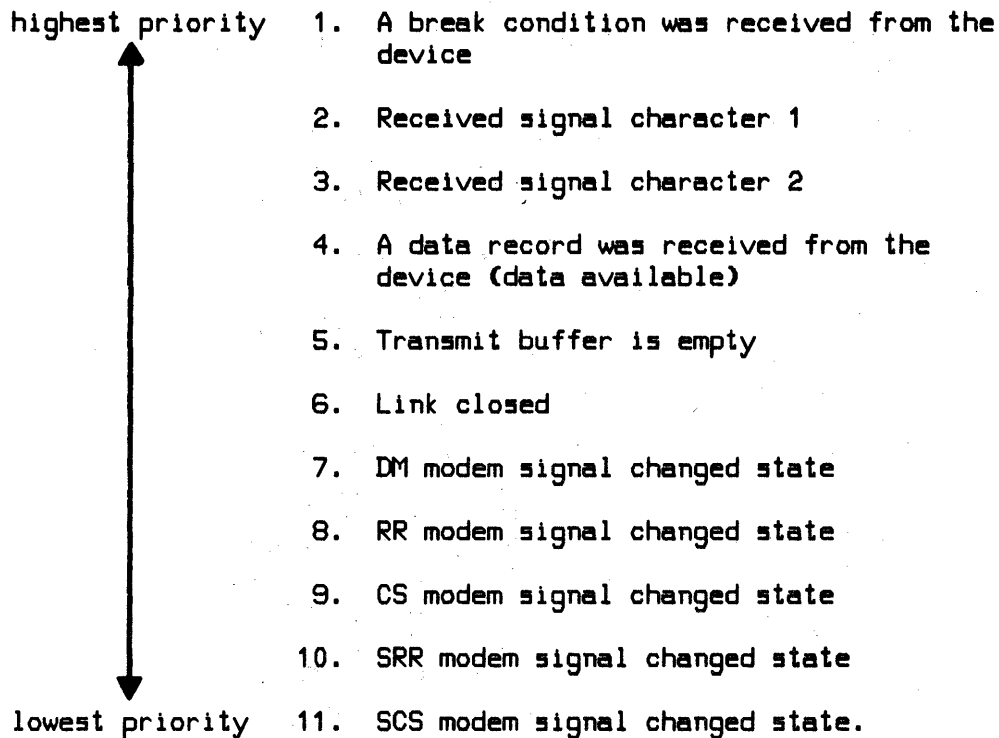 highest priority 1. A break condition was received from the
device
2. Received signal character 1
3. Received signal character 2
4. A data record was received from the
device (data available)
5. Transmit buffer is empty
6. Link closed
7. DM modem signal changed state
8. RR modem signal changed state
9. CS modem signal changed state
10. SRR modem signal changed state
lowest priority 11. SCS modem signal changed state.